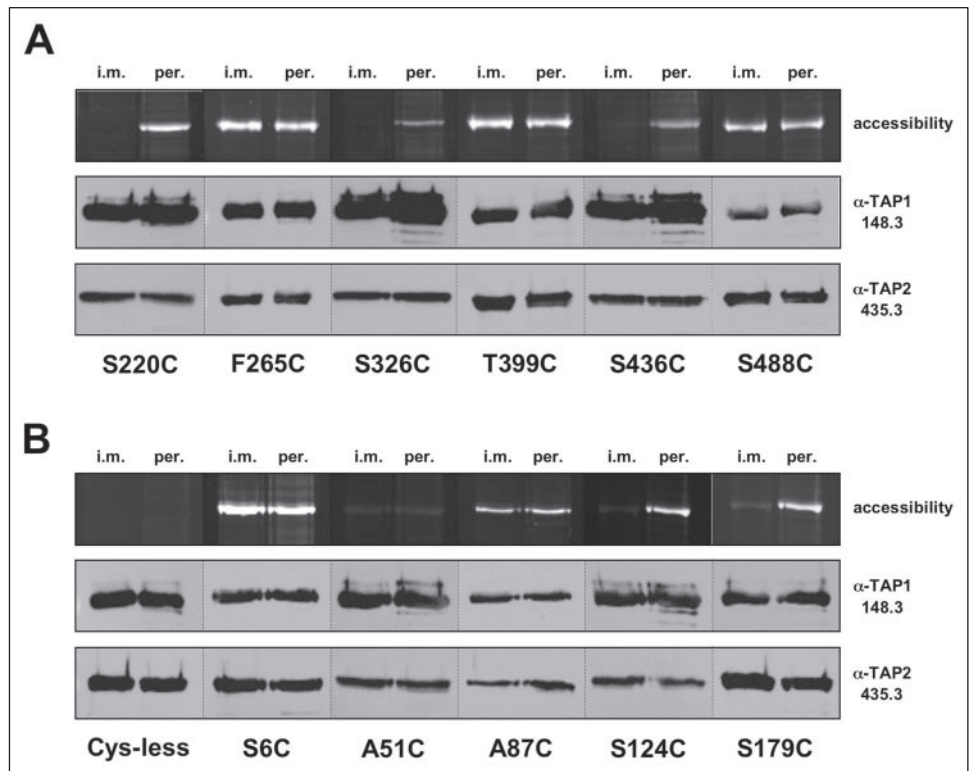 A
i.m. per. i.m. per. i.m. per. i.m. per. i.m. per. i.m. per.
accessibility
α-TAP1
148.3
α-TAP2
435.3
S220C F265C S326C T399C S436C S488C
B
i.m. per. i.m. per. i.m. per. i.m. per. i.m. per. i.m. per.
accessibility
α-TAP1
148.3
α-TAP2
435.3
Cys-less S6C A51C A87C S124C S179C